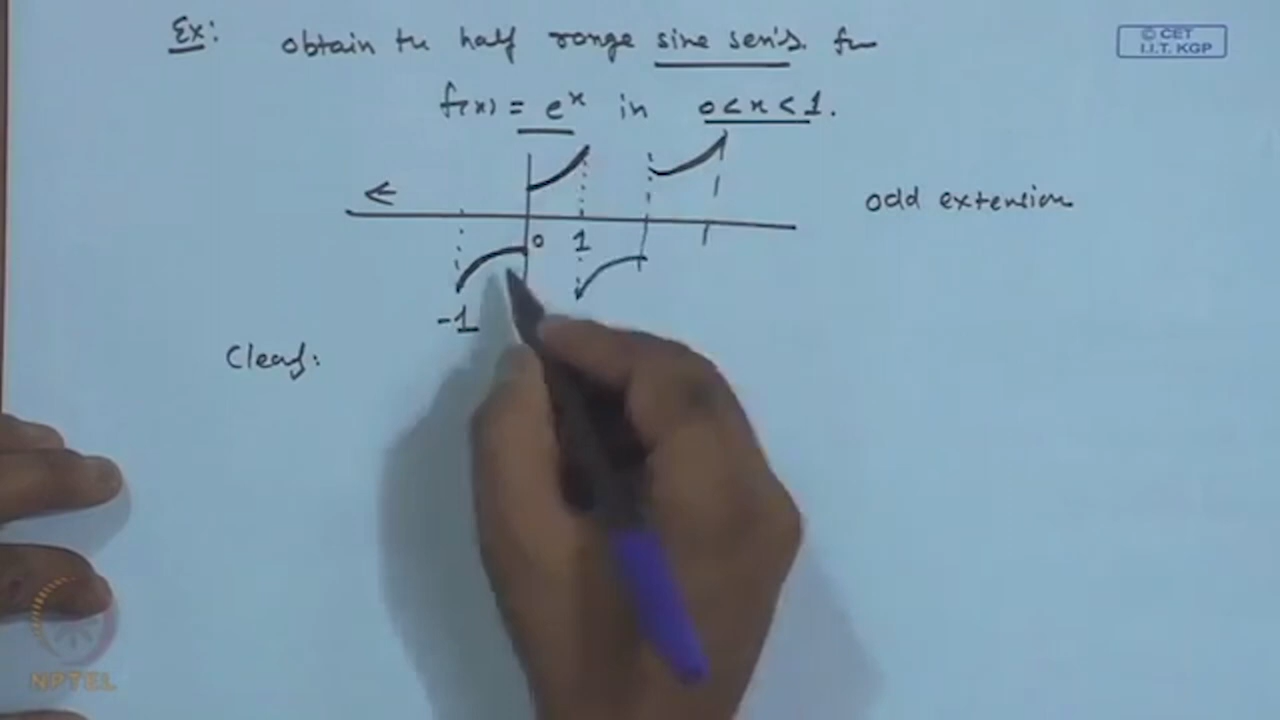 Ex: obtain the half range sine series for
© CET
I.I.T. KGP
f(x) = e^x in 0 < x < 1.
odd extension
0 1
-1
Clearly:
NPTEL